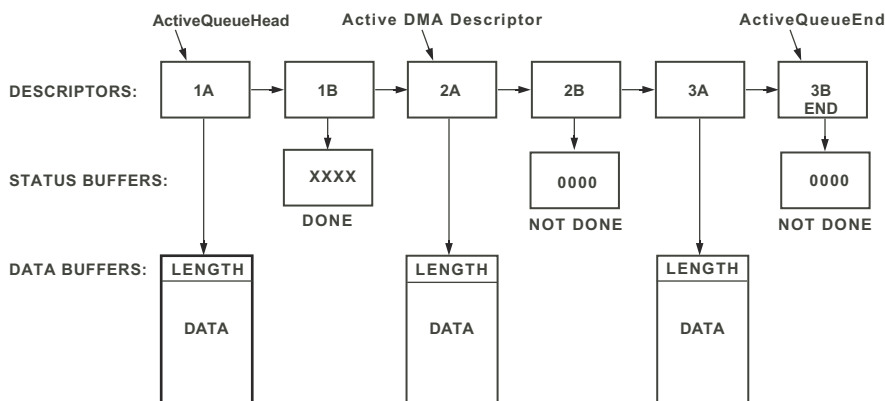 ActiveQueueHead Active DMA Descriptor ActiveQueueEnd
DESCRIPTORS: 1A 1B 2A 2B 3A 3B
END
STATUS BUFFERS: XXXX 0000 0000
DONE NOT DONE NOT DONE
DATA BUFFERS: LENGTH LENGTH LENGTH
DATA DATA DATA